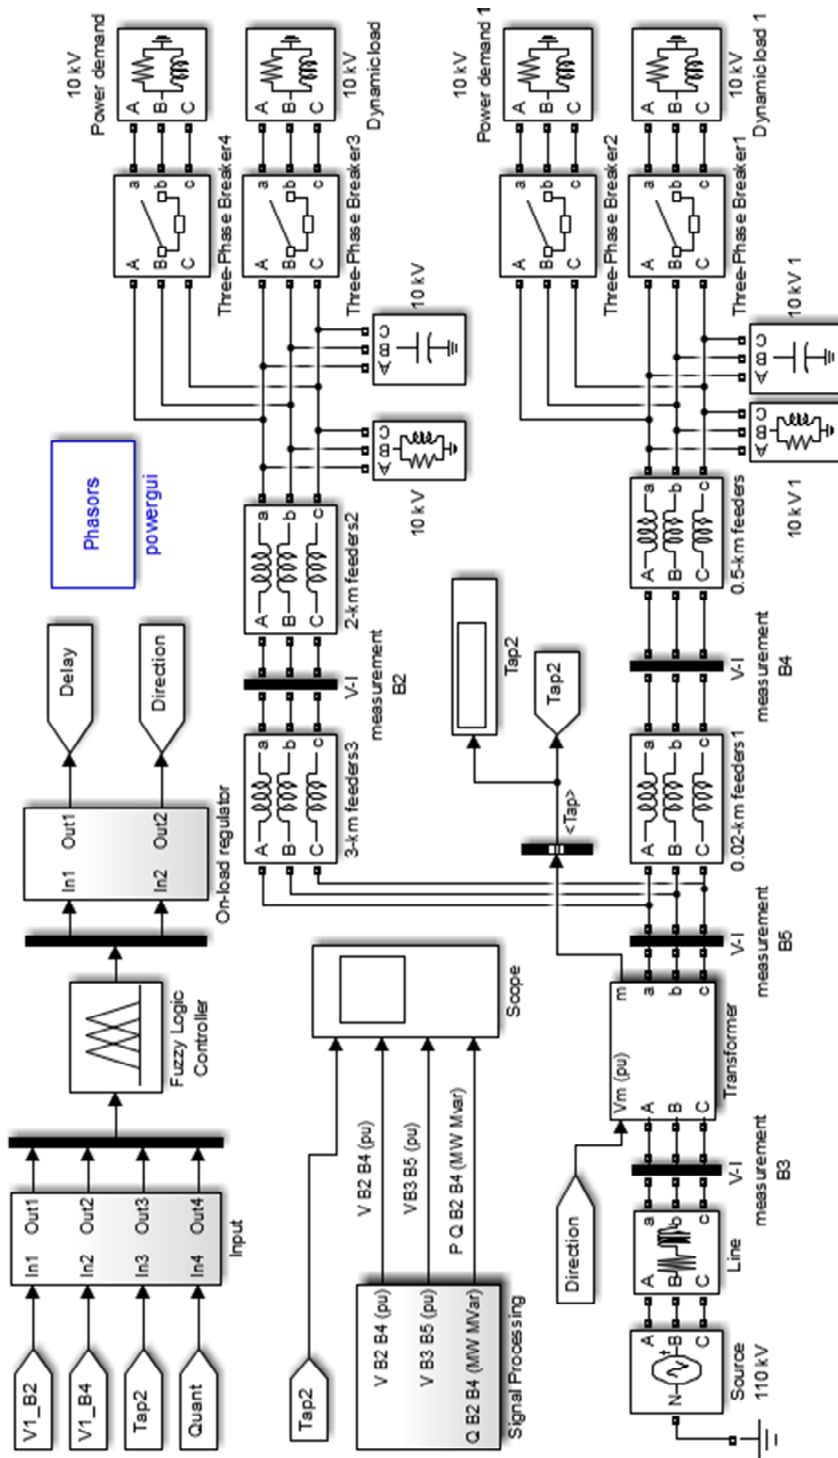 V1_B2
V1_B4
Tap2
Quant
In1
In2
In3
In4
Out1
Out2
Out3
Out4
Input
Fuzzy Logic
Controller
In1
In2
Out1
Out2
On-load regulator
Delay
Direction
Phasors
powergui
Tap2
V B2 B4 (pu)
V B3 B5 (pu)
Q B2 B4 (MW MVar)
Signal Processing
V B2 B4 (pu)
VB3 B5 (pu)
P Q B2 B4 (MW Mvar)
Scope
A
B
C
a
b
c
3-km feeders3
V-I
measurement
B2
A
B
C
a
b
c
2-km feeders2
A
B
C
10 kV
A
B
C
10 kV
A
B
C
a
b
c
Three-Phase Breaker4
A
B
C
10 kV
Power demand
A
B
C
a
b
c
Three-Phase Breaker3
A
B
C
10 kV
Dynamic load
<Tap>
Tap2
Tap2
Direction
N
A
B
C
Source
110 kV
A
B
C
a
b
c
Line
V-I
measurement
B3
Vm (pu)
A
B
C
m
a
b
c
Transformer
V-I
measurement
B5
A
B
C
a
b
c
0.02-km feeders1
V-I
measurement
B4
A
B
C
a
b
c
0.5-km feeders
A
B
C
10 kV 1
A
B
C
10 kV 1
A
B
C
a
b
c
Three-Phase Breaker2
A
B
C
10 kV
Power demand 1
A
B
C
a
b
c
Three-Phase Breaker1
A
B
C
10 kV
Dynamic load 1